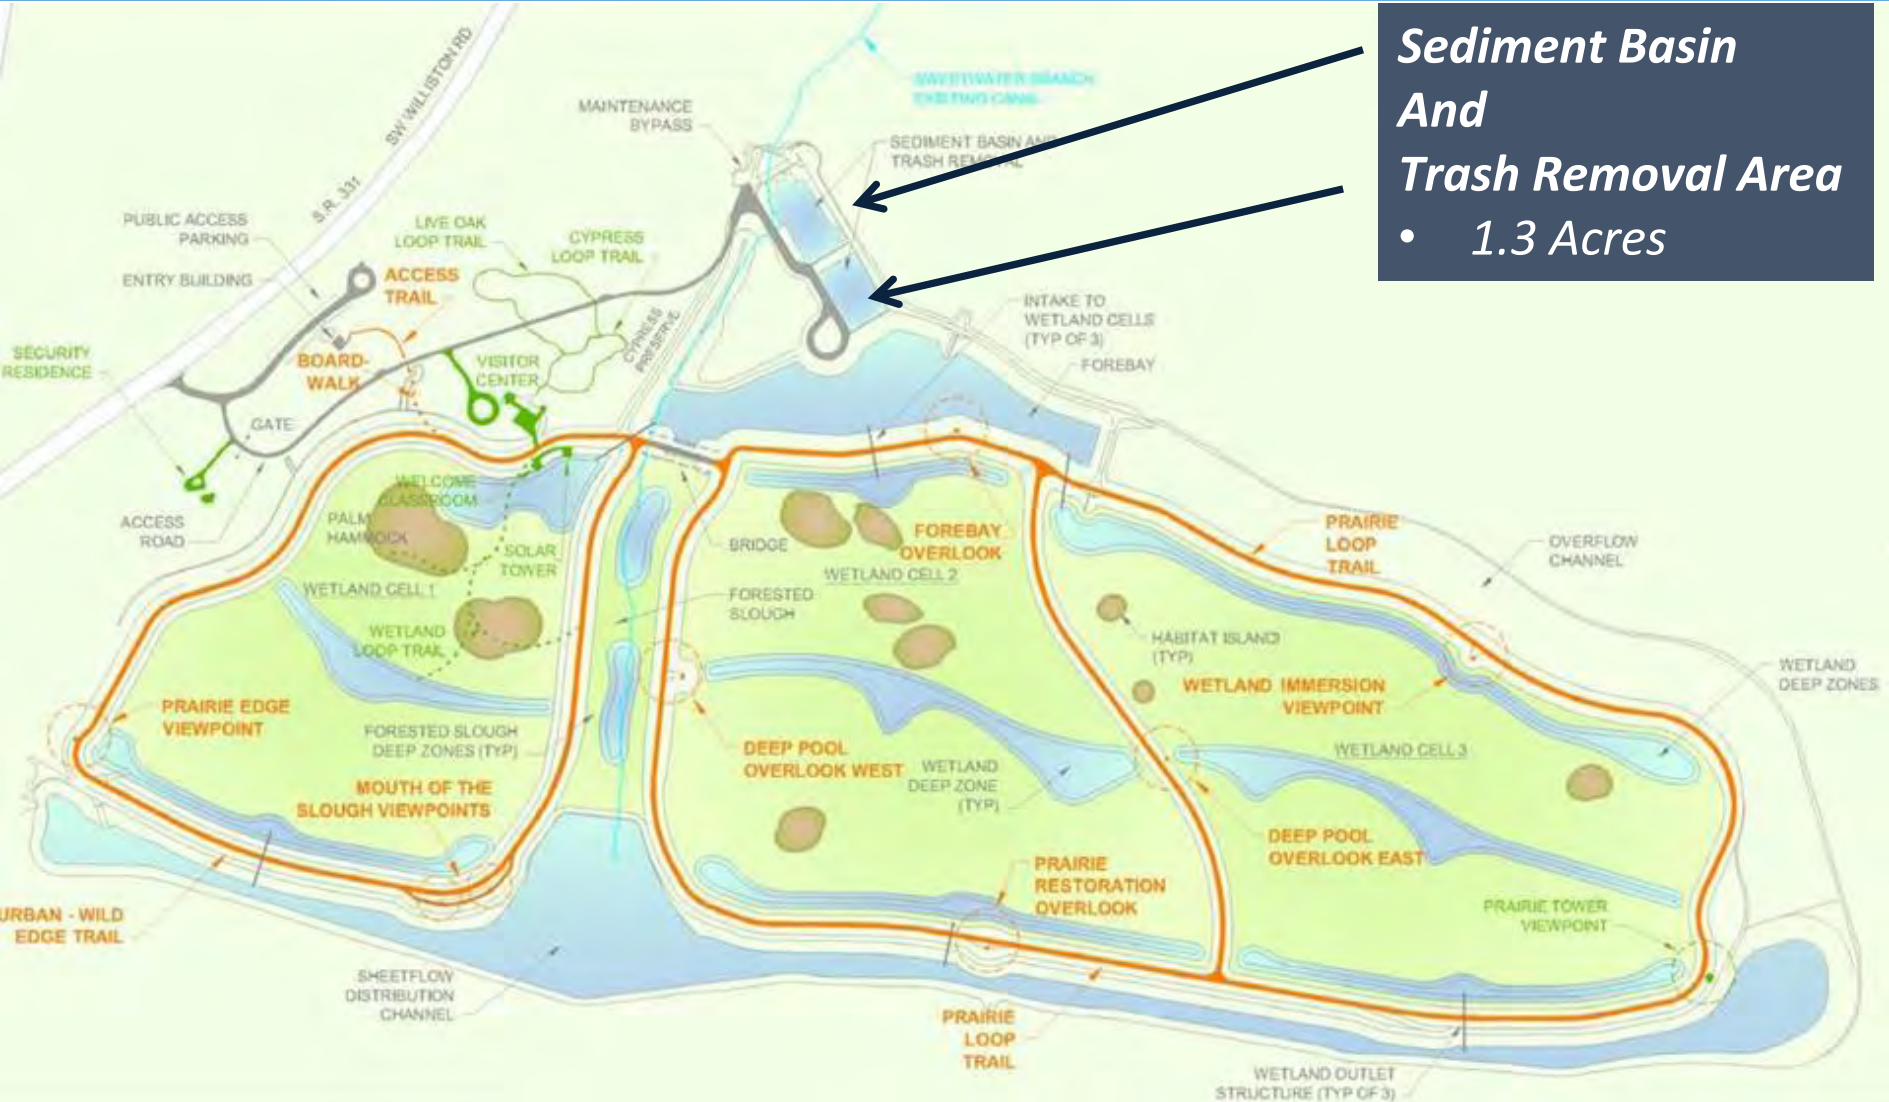 Sediment Basin
And
Trash Removal Area
• 1.3 Acres
SW WILLISTON RD
S.R. 331
SWEETWATER BRANCH
EXISTING CANAL
MAINTENANCE
BYPASS
SEDIMENT BASIN AND
TRASH REMOVAL
PUBLIC ACCESS
PARKING
ENTRY BUILDING
LIVE OAK
LOOP TRAIL
CYPRESS
LOOP TRAIL
ACCESS
TRAIL
CYPRESS
PRESERVE
INTAKE TO
WETLAND CELLS
(TYP OF 3)
FOREBAY
SECURITY
RESIDENCE
BOARD-
WALK
VISITOR
CENTER
GATE
WELCOME
CLASSROOM
ACCESS
ROAD
PALM
HAMMOCK
SOLAR
TOWER
BRIDGE
FOREBAY
OVERLOOK
PRAIRIE
LOOP
TRAIL
OVERFLOW
CHANNEL
WETLAND CELL 1
WETLAND CELL 2
FORESTED
SLOUGH
WETLAND
LOOP TRAIL
HABITAT ISLAND
(TYP)
WETLAND IMMERSION
VIEWPOINT
WETLAND
DEEP ZONES
PRAIRIE EDGE
VIEWPOINT
FORESTED SLOUGH
DEEP ZONES (TYP)
DEEP POOL
OVERLOOK WEST
WETLAND
DEEP ZONE
(TYP)
WETLAND CELL 3
MOUTH OF THE
SLOUGH VIEWPOINTS
DEEP POOL
OVERLOOK EAST
PRAIRIE
RESTORATION
OVERLOOK
PRAIRIE TOWER
VIEWPOINT
URBAN - WILD
EDGE TRAIL
SHEETFLOW
DISTRIBUTION
CHANNEL
PRAIRIE
LOOP
TRAIL
WETLAND OUTLET
STRUCTURE (TYP OF 3)